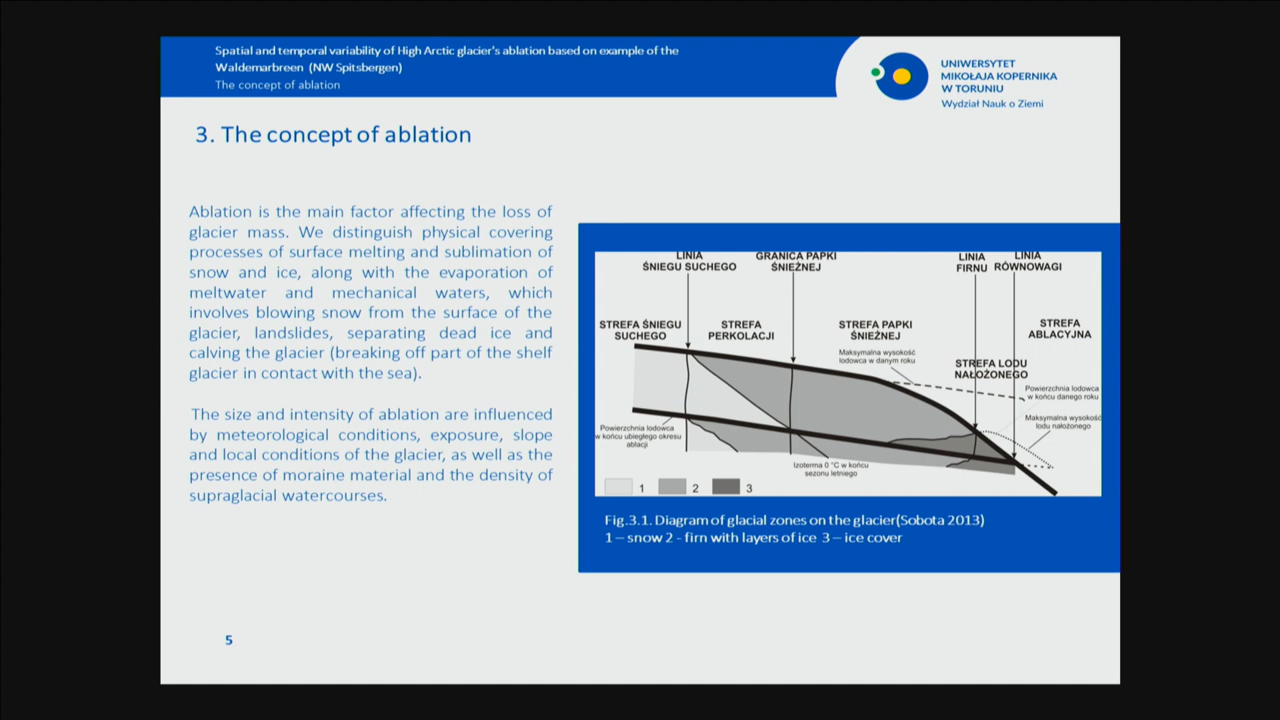 Spatial and temporal variability of High Arctic glacier's ablation based on example of the
Waldemarbreen (NW Spitsbergen)
The concept of ablation
UNIWERSYTET
MIKOŁAJA KOPERNIKA
W TORUNIU
Wydział Nauk o Ziemi
3. The concept of ablation
Ablation is the main factor affecting the loss of
glacier mass. We distinguish physical covering
processes of surface melting and sublimation of
snow and ice, along with the evaporation of
meltwater and mechanical waters, which
involves blowing snow from the surface of the
glacier, landslides, separating dead ice and
calving the glacier (breaking off part of the shelf
glacier in contact with the sea).
The size and intensity of ablation are influenced
by meteorological conditions, exposure, slope
and local conditions of the glacier, as well as the
presence of moraine material and the density of
supraglacial watercourses.
LINIA
ŚNIEGU SUCHEGO
GRANICA PAPKI
ŚNIEŻNEJ
LINIA
FIRNU
LINIA
RÓWNOWAGI
STREFA ŚNIEGU
SUCHEGO
STREFA
PERKOLACJI
STREFA PAPKI
ŚNIEŻNEJ
STREFA
ABLACYJNA
Maksymalna wysokość
lodowca w danym roku
STREFA LODU
NAŁOŻONEGO
Powierzchnia lodowca
w końcu danego roku
Maksymalna wysokość
lodu nałożonego
Powierzchnia lodowca
w końcu ubiegłego okresu
ablacji
Izoterma 0 °C w końcu
sezonu letniego
1 2 3
Fig.3.1. Diagram of glacial zones on the glacier(Sobota 2013)
1 – snow 2 - firn with layers of ice 3 – ice cover
5